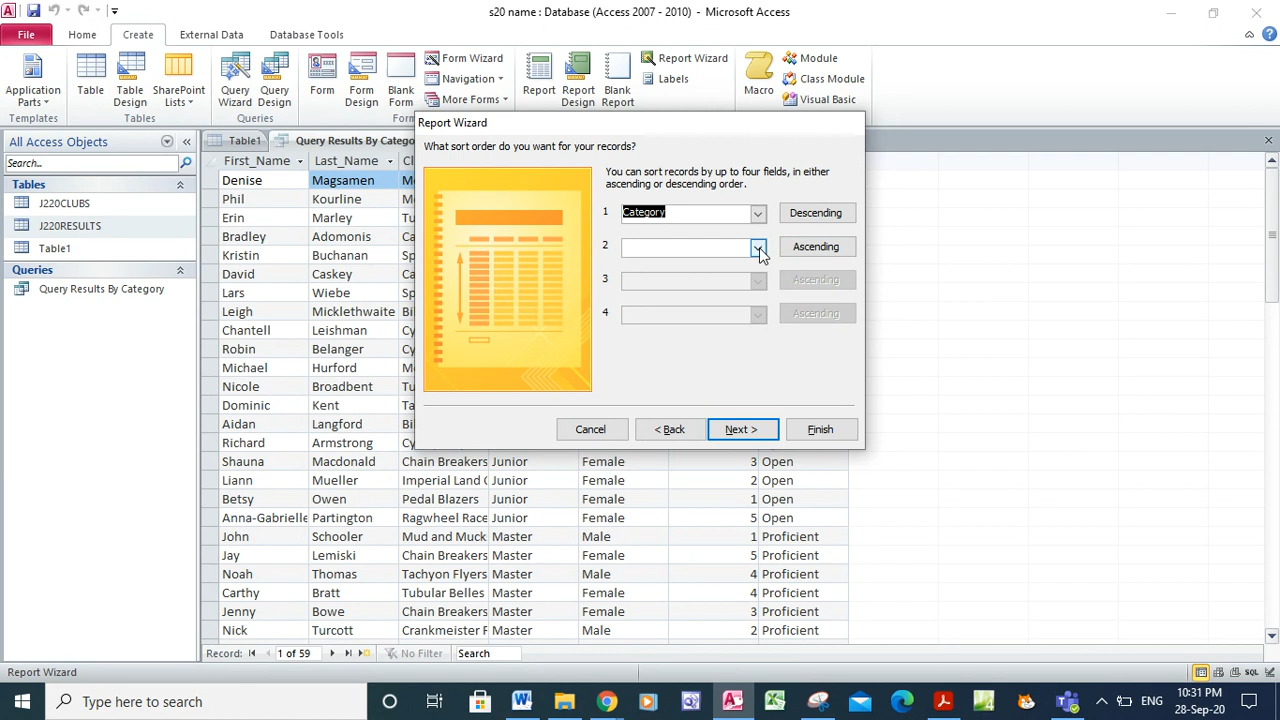 s20 name : Database (Access 2007 - 2010) - Microsoft Access
File Home Create External Data Database Tools
Application Parts
Table
Table Design
SharePoint Lists
Query Wizard
Query Design
Form
Form Design
Blank Form
Form Wizard
Navigation
More Forms
Report
Report Design
Blank Report
Report Wizard
Labels
Macro
Module
Class Module
Visual Basic
Templates Tables Queries
All Access Objects
Search...
Tables
J220CLUBS
J220RESULTS
Table1
Queries
Query Results By Category
Table1 Query Results By Catego
First_Name Last_Name
Denise Magsamen
Phil Kourline
Erin Marley
Bradley Adomonis
Kristin Buchanan
David Caskey
Lars Wiebe
Leigh Micklethwaite
Chantell Leishman
Robin Belanger
Michael Hurford
Nicole Broadbent
Dominic Kent
Aidan Langford
Richard Armstrong
Shauna Macdonald Chain Breakers Junior Female 3 Open
Liann Mueller Imperial Land C Junior Female 2 Open
Betsy Owen Pedal Blazers Junior Female 1 Open
Anna-Gabrielle Partington Ragwheel Race Junior Female 5 Open
John Schooler Mud and Muck Master Male 1 Proficient
Jay Lemiski Chain Breakers Master Female 5 Proficient
Noah Thomas Tachyon Flyers Master Male 4 Proficient
Carthy Bratt Tubular Belles Master Female 4 Proficient
Jenny Bowe Chain Breakers Master Female 3 Proficient
Nick Turcott Crankmeister R Master Male 2 Proficient
Record: 1 of 59 No Filter Search
Report Wizard
What sort order do you want for your records?
You can sort records by up to four fields, in either
ascending or descending order.
1 Category Descending
2 Ascending
3 Ascending
4 Ascending
Cancel < Back Next > Finish
Report Wizard
SQL
Type here to search
ENG
10:31 PM
28-Sep-20